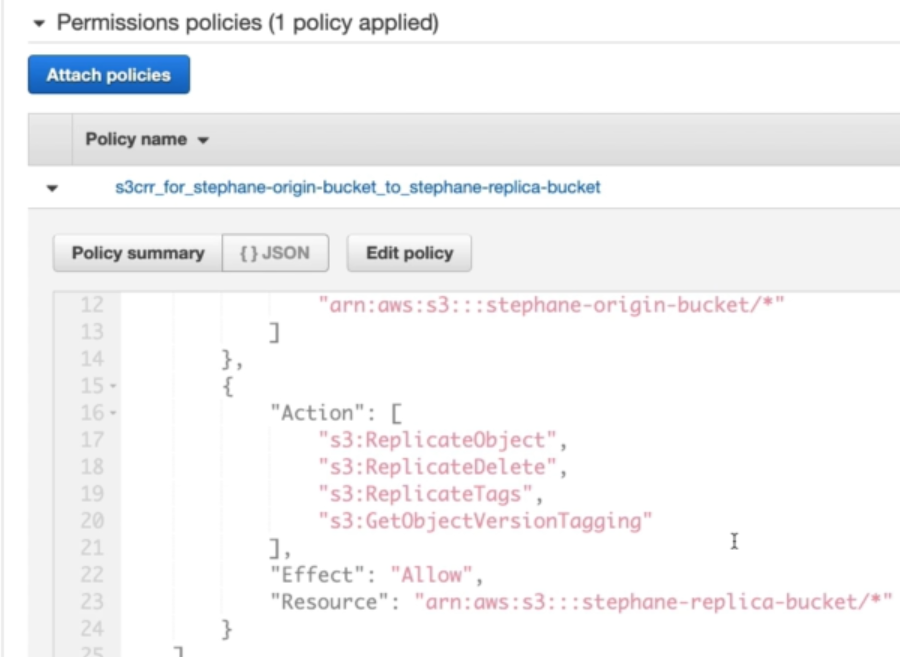 Permissions policies (1 policy applied)
Attach policies
Policy name
s3crr_for_stephane-origin-bucket_to_stephane-replica-bucket
Policy summary { } JSON Edit policy
12 "arn:aws:s3:::stephane-origin-bucket/*"
13 ]
14 },
15 {
16 "Action": [
17 "s3:ReplicateObject",
18 "s3:ReplicateDelete",
19 "s3:ReplicateTags",
20 "s3:GetObjectVersionTagging"
21 ],
22 "Effect": "Allow",
23 "Resource": "arn:aws:s3:::stephane-replica-bucket/*"
24 }
25 ]